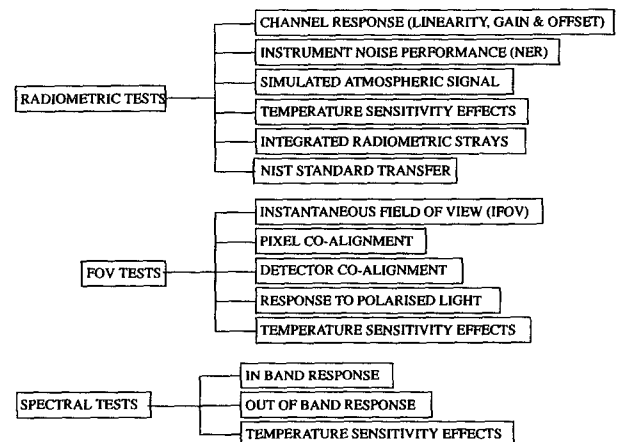 CHANNEL RESPONSE (LINEARITY, GAIN & OFFSET)
INSTRUMENT NOISE PERFORMANCE (NER)
SIMULATED ATMOSPHERIC SIGNAL
RADIOMETRIC TESTS
TEMPERATURE SENSITIVITY EFFECTS
INTEGRATED RADIOMETRIC STRAYS
NIST STANDARD TRANSFER
INSTANTANEOUS FIELD OF VIEW (IFOV)
PIXEL CO-ALIGNMENT
FOV TESTS
DETECTOR CO-ALIGNMENT
RESPONSE TO POLARISED LIGHT
TEMPERATURE SENSITIVITY EFFECTS
IN BAND RESPONSE
SPECTRAL TESTS
OUT OF BAND RESPONSE
TEMPERATURE SENSITIVITY EFFECTS